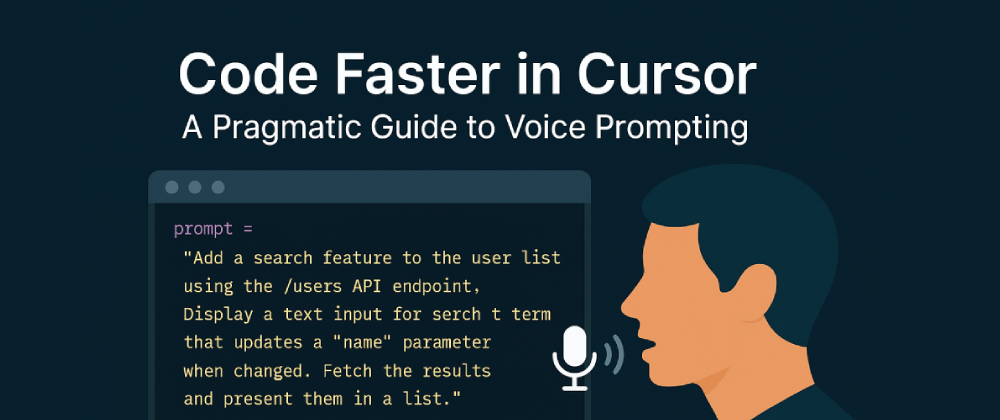 Code Faster in Cursor
A Pragmatic Guide to Voice Prompting
prompt =
"Add a search feature to the user list
using the /users API endpoint,
Display a text input for serch t term
that updates a "name" parameter
when changed. Fetch the results
and present them in a list."